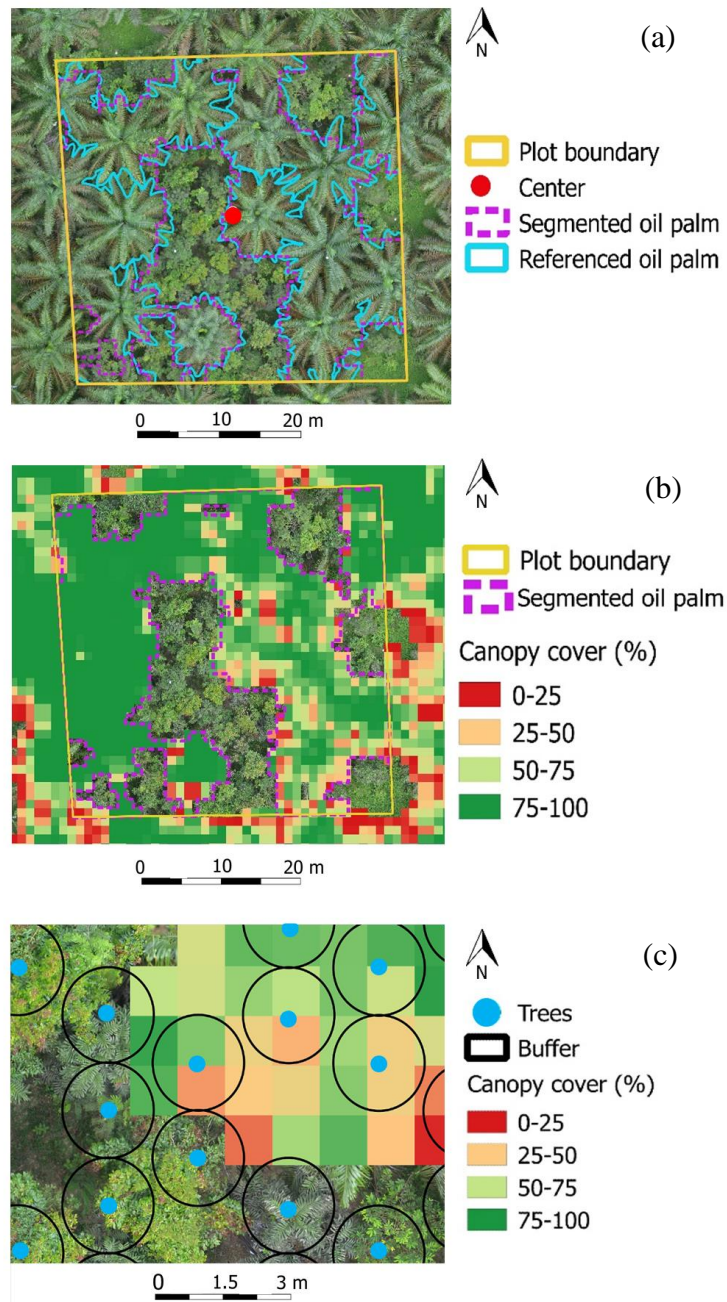 (a)
N
Plot boundary
Center
Segmented oil palm
Referenced oil palm
0 10 20 m
(b)
N
Plot boundary
Segmented oil palm
Canopy cover (%)
0-25
25-50
50-75
75-100
0 10 20 m
(c)
N
Trees
Buffer
Canopy cover (%)
0-25
25-50
50-75
75-100
0 1.5 3 m